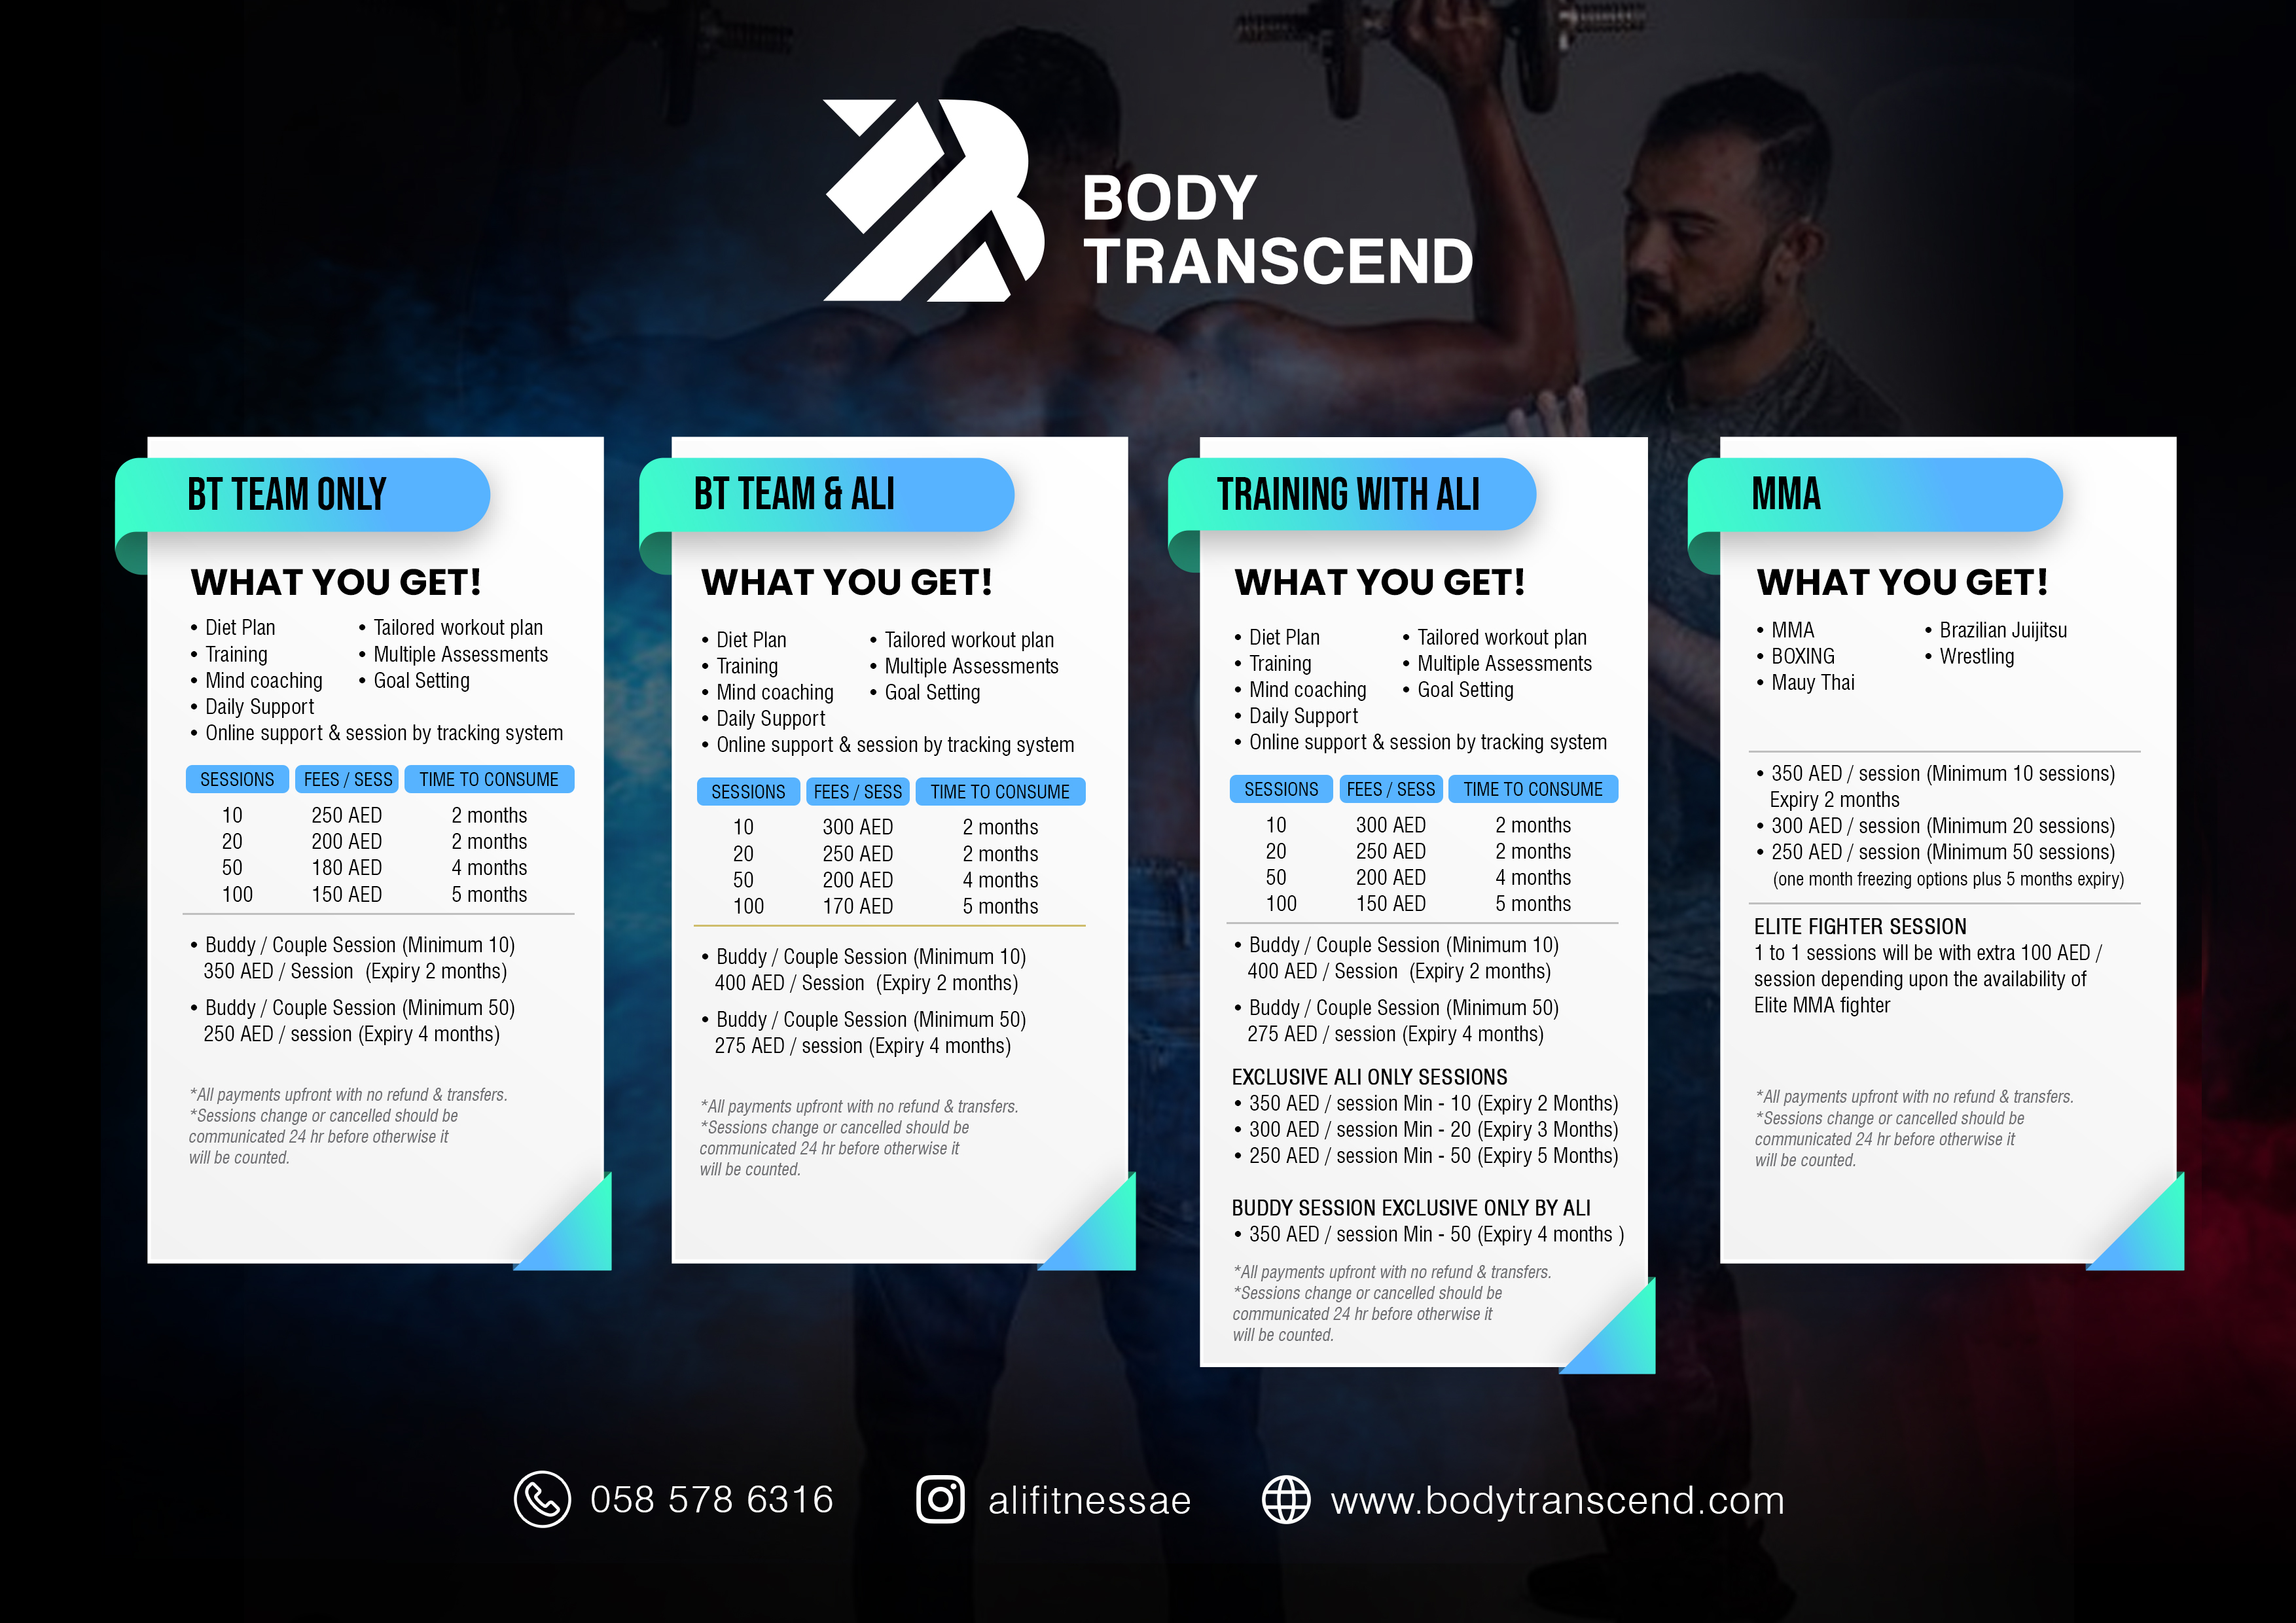 BODY
TRANSCEND
BT TEAM ONLY
WHAT YOU GET!
• Diet Plan
• Training
• Mind coaching
• Daily Support
• Tailored workout plan
• Multiple Assessments
• Goal Setting
• Online support & session by tracking system
SESSIONS FEES / SESS TIME TO CONSUME
10 250 AED 2 months
20 200 AED 2 months
50 180 AED 4 months
100 150 AED 5 months
• Buddy / Couple Session (Minimum 10)
350 AED / Session (Expiry 2 months)
• Buddy / Couple Session (Minimum 50)
250 AED / session (Expiry 4 months)
*All payments upfront with no refund & transfers.
*Sessions change or cancelled should be
communicated 24 hr before otherwise it
will be counted.
BT TEAM & ALI
WHAT YOU GET!
• Diet Plan
• Training
• Mind coaching
• Daily Support
• Tailored workout plan
• Multiple Assessments
• Goal Setting
• Online support & session by tracking system
SESSIONS FEES / SESS TIME TO CONSUME
10 300 AED 2 months
20 250 AED 2 months
50 200 AED 4 months
100 170 AED 5 months
• Buddy / Couple Session (Minimum 10)
400 AED / Session (Expiry 2 months)
• Buddy / Couple Session (Minimum 50)
275 AED / session (Expiry 4 months)
*All payments upfront with no refund & transfers.
*Sessions change or cancelled should be
communicated 24 hr before otherwise it
will be counted.
TRAINING WITH ALI
WHAT YOU GET!
• Diet Plan
• Training
• Mind coaching
• Daily Support
• Tailored workout plan
• Multiple Assessments
• Goal Setting
• Online support & session by tracking system
SESSIONS FEES / SESS TIME TO CONSUME
10 300 AED 2 months
20 250 AED 2 months
50 200 AED 4 months
100 150 AED 5 months
• Buddy / Couple Session (Minimum 10)
400 AED / Session (Expiry 2 months)
• Buddy / Couple Session (Minimum 50)
275 AED / session (Expiry 4 months)
EXCLUSIVE ALI ONLY SESSIONS
• 350 AED / session Min - 10 (Expiry 2 Months)
• 300 AED / session Min - 20 (Expiry 3 Months)
• 250 AED / session Min - 50 (Expiry 5 Months)
BUDDY SESSION EXCLUSIVE ONLY BY ALI
• 350 AED / session Min - 50 (Expiry 4 months )
*All payments upfront with no refund & transfers.
*Sessions change or cancelled should be
communicated 24 hr before otherwise it
will be counted.
MMA
WHAT YOU GET!
• MMA
• BOXING
• Mauy Thai
• Brazilian Juijitsu
• Wrestling
• 350 AED / session (Minimum 10 sessions)
Expiry 2 months
• 300 AED / session (Minimum 20 sessions)
• 250 AED / session (Minimum 50 sessions)
(one month freezing options plus 5 months expiry)
ELITE FIGHTER SESSION
1 to 1 sessions will be with extra 100 AED /
session depending upon the availability of
Elite MMA fighter
*All payments upfront with no refund & transfers.
*Sessions change or cancelled should be
communicated 24 hr before otherwise it
will be counted.
058 578 6316
alifitnessae
www.bodytranscend.com